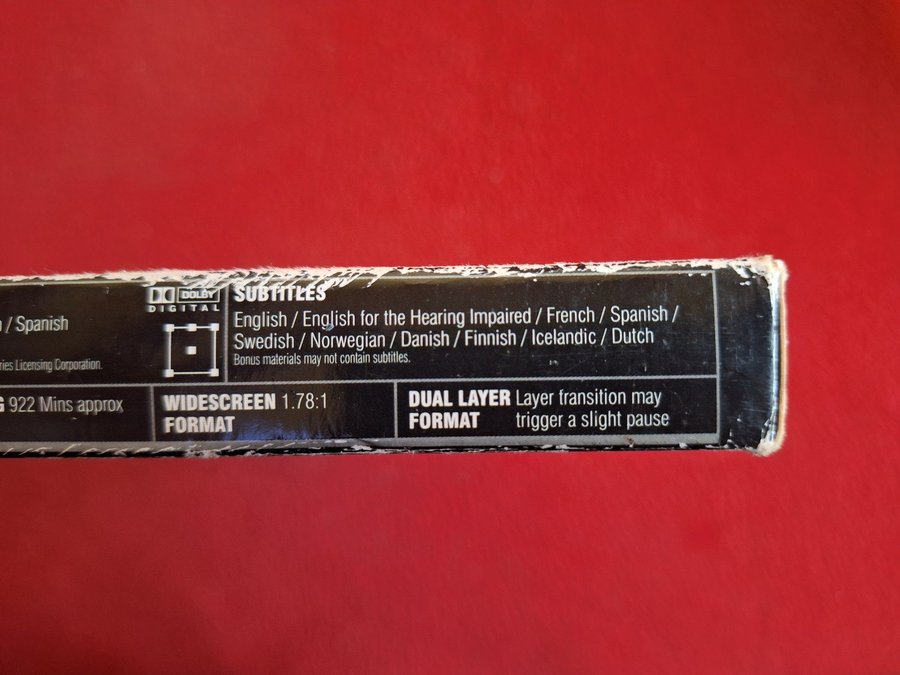 SUBTITLES
English / English for the Hearing Impaired / French / Spanish /
Swedish / Norwegian / Danish / Finnish / Icelandic / Dutch
Bonus materials may not contain subtitles.
DOLBY
DIGITAL
/ Spanish
Licensing Corporation.
922 Mins approx
WIDESCREEN 1.78:1
FORMAT
DUAL LAYER Layer transition may
FORMAT trigger a slight pause